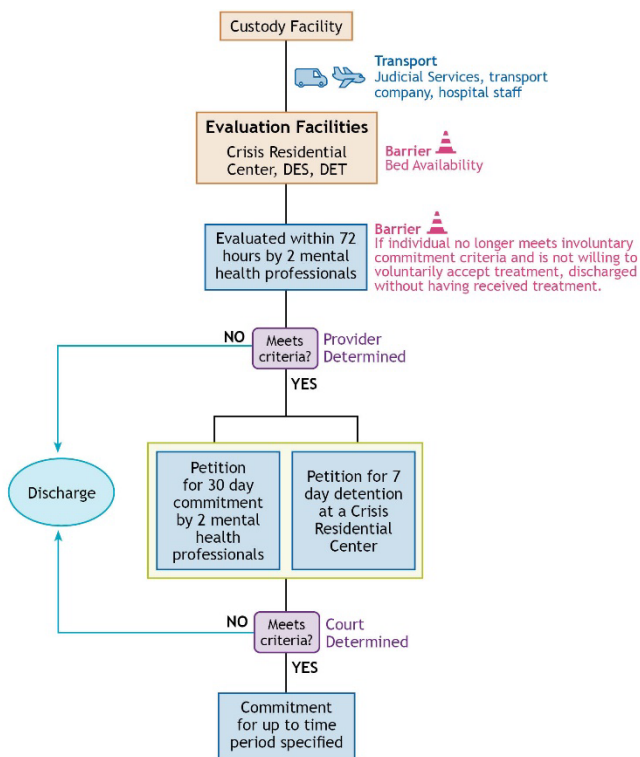 Custody Facility
Transport
Judicial Services, transport
company, hospital staff
Evaluation Facilities
Crisis Residential
Center, DES, DET
Barrier
Bed Availability
Evaluated within 72
hours by 2 mental
health professionals
Barrier
If individual no longer meets involuntary
commitment criteria and is not willing to
voluntarily accept treatment, discharged
without having received treatment.
NO
Meets
criteria?
Provider
Determined
YES
Petition
for 30 day
commitment
by 2 mental
health
professionals
Petition for 7
day detention
at a Crisis
Residential
Center
Discharge
NO
Meets
criteria?
Court
Determined
YES
Commitment
for up to time
period specified